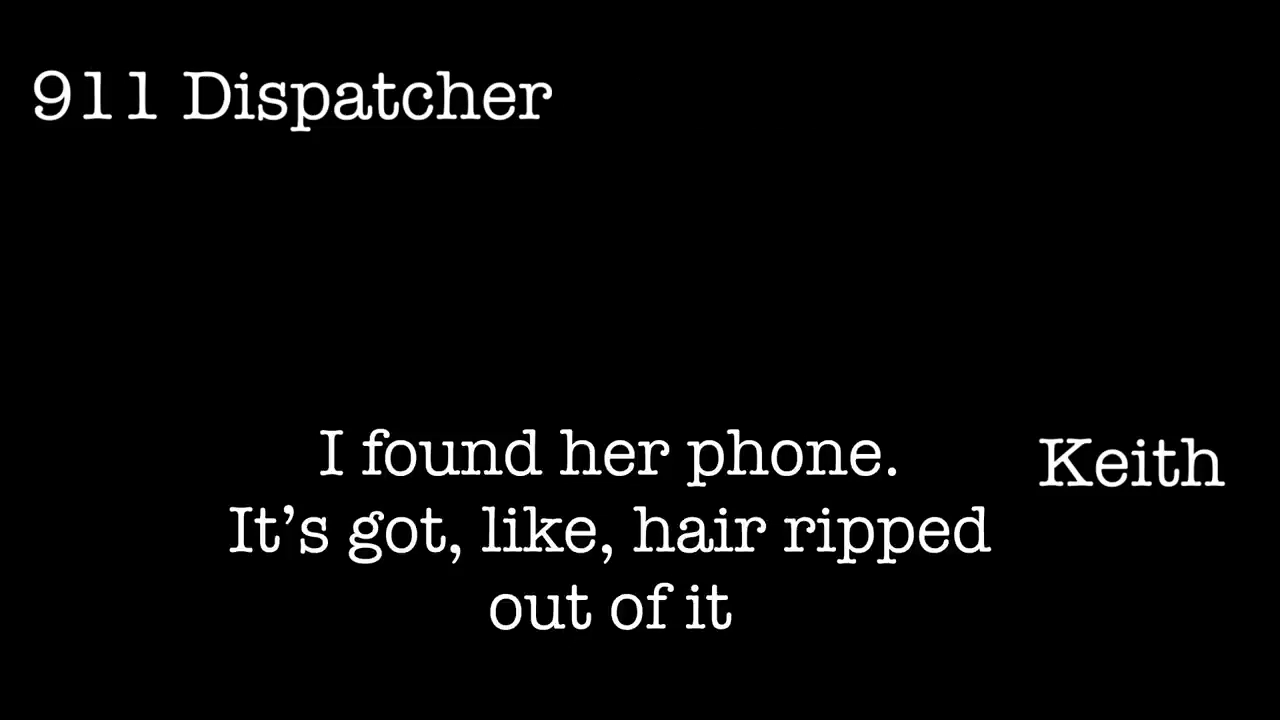 911 Dispatcher
I found her phone.
Keith
It’s got, like, hair ripped
out of it